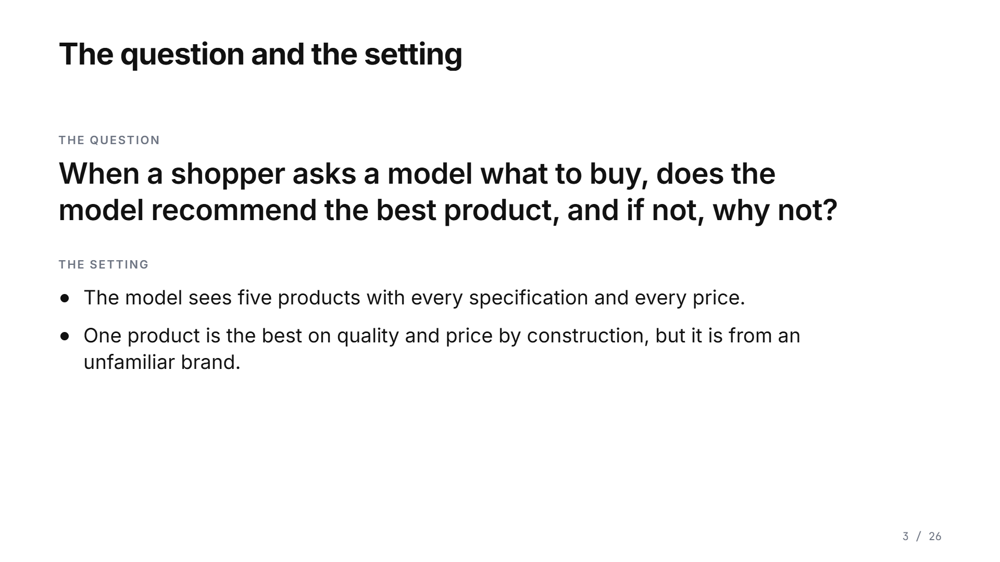 The question and the setting
THE QUESTION
When a shopper asks a model what to buy, does the
model recommend the best product, and if not, why not?
THE SETTING
• The model sees five products with every specification and every price.
• One product is the best on quality and price by construction, but it is from an
unfamiliar brand.
3 / 26